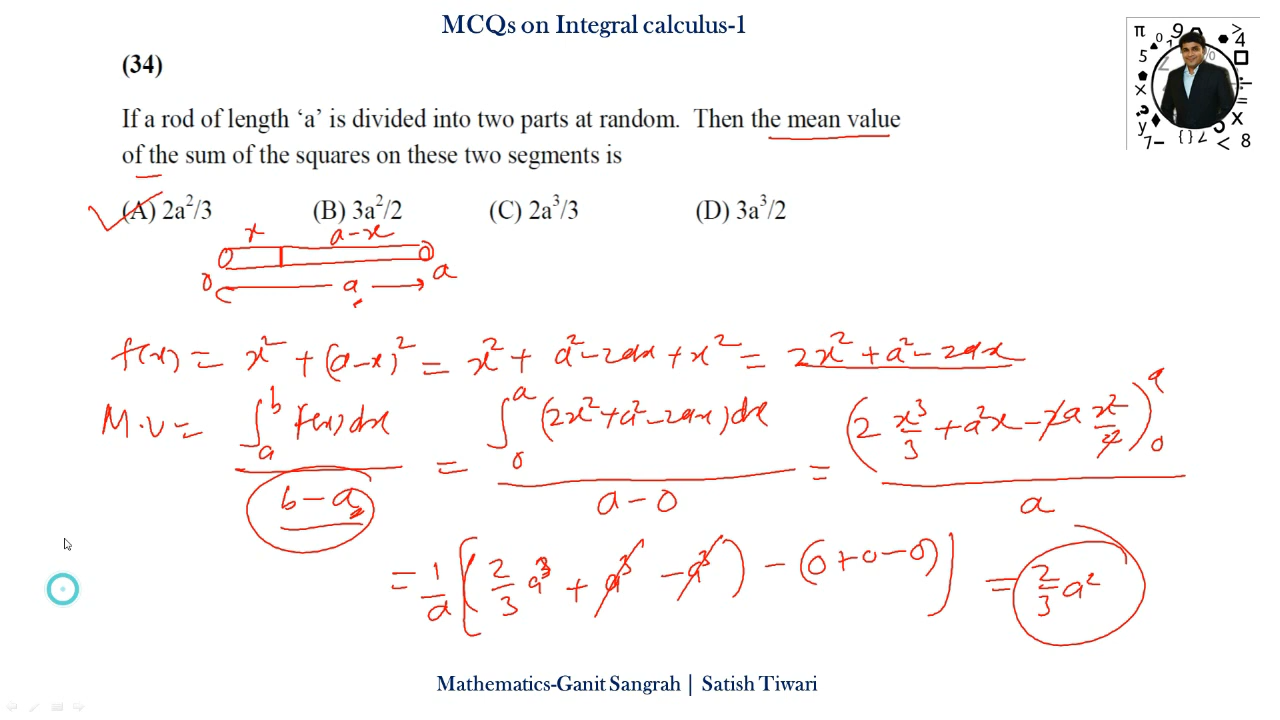 MCQs on Integral calculus-1
(34)
If a rod of length ‘a’ is divided into two parts at random. Then the mean value
of the sum of the squares on these two segments is
(A) 2a²/3 (B) 3a²/2 (C) 2a³/3 (D) 3a³/2
x a-x
0 a a
f(x) = x² + (a-x)² = x² + a² - 2ax + x² = 2x² + a² - 2ax
M.V = ∫_a^b f(x) dx / (b-a) = ∫_0^a (2x² + a² - 2ax) dx / (a-0) = (2 x³/3 + a²x - 2a x²/2)_0^a / a
= 1/a [(2/3 a³ + a³ - a³) - (0+0-0)] = 2/3 a²
Mathematics-Ganit Sangrah | Satish Tiwari